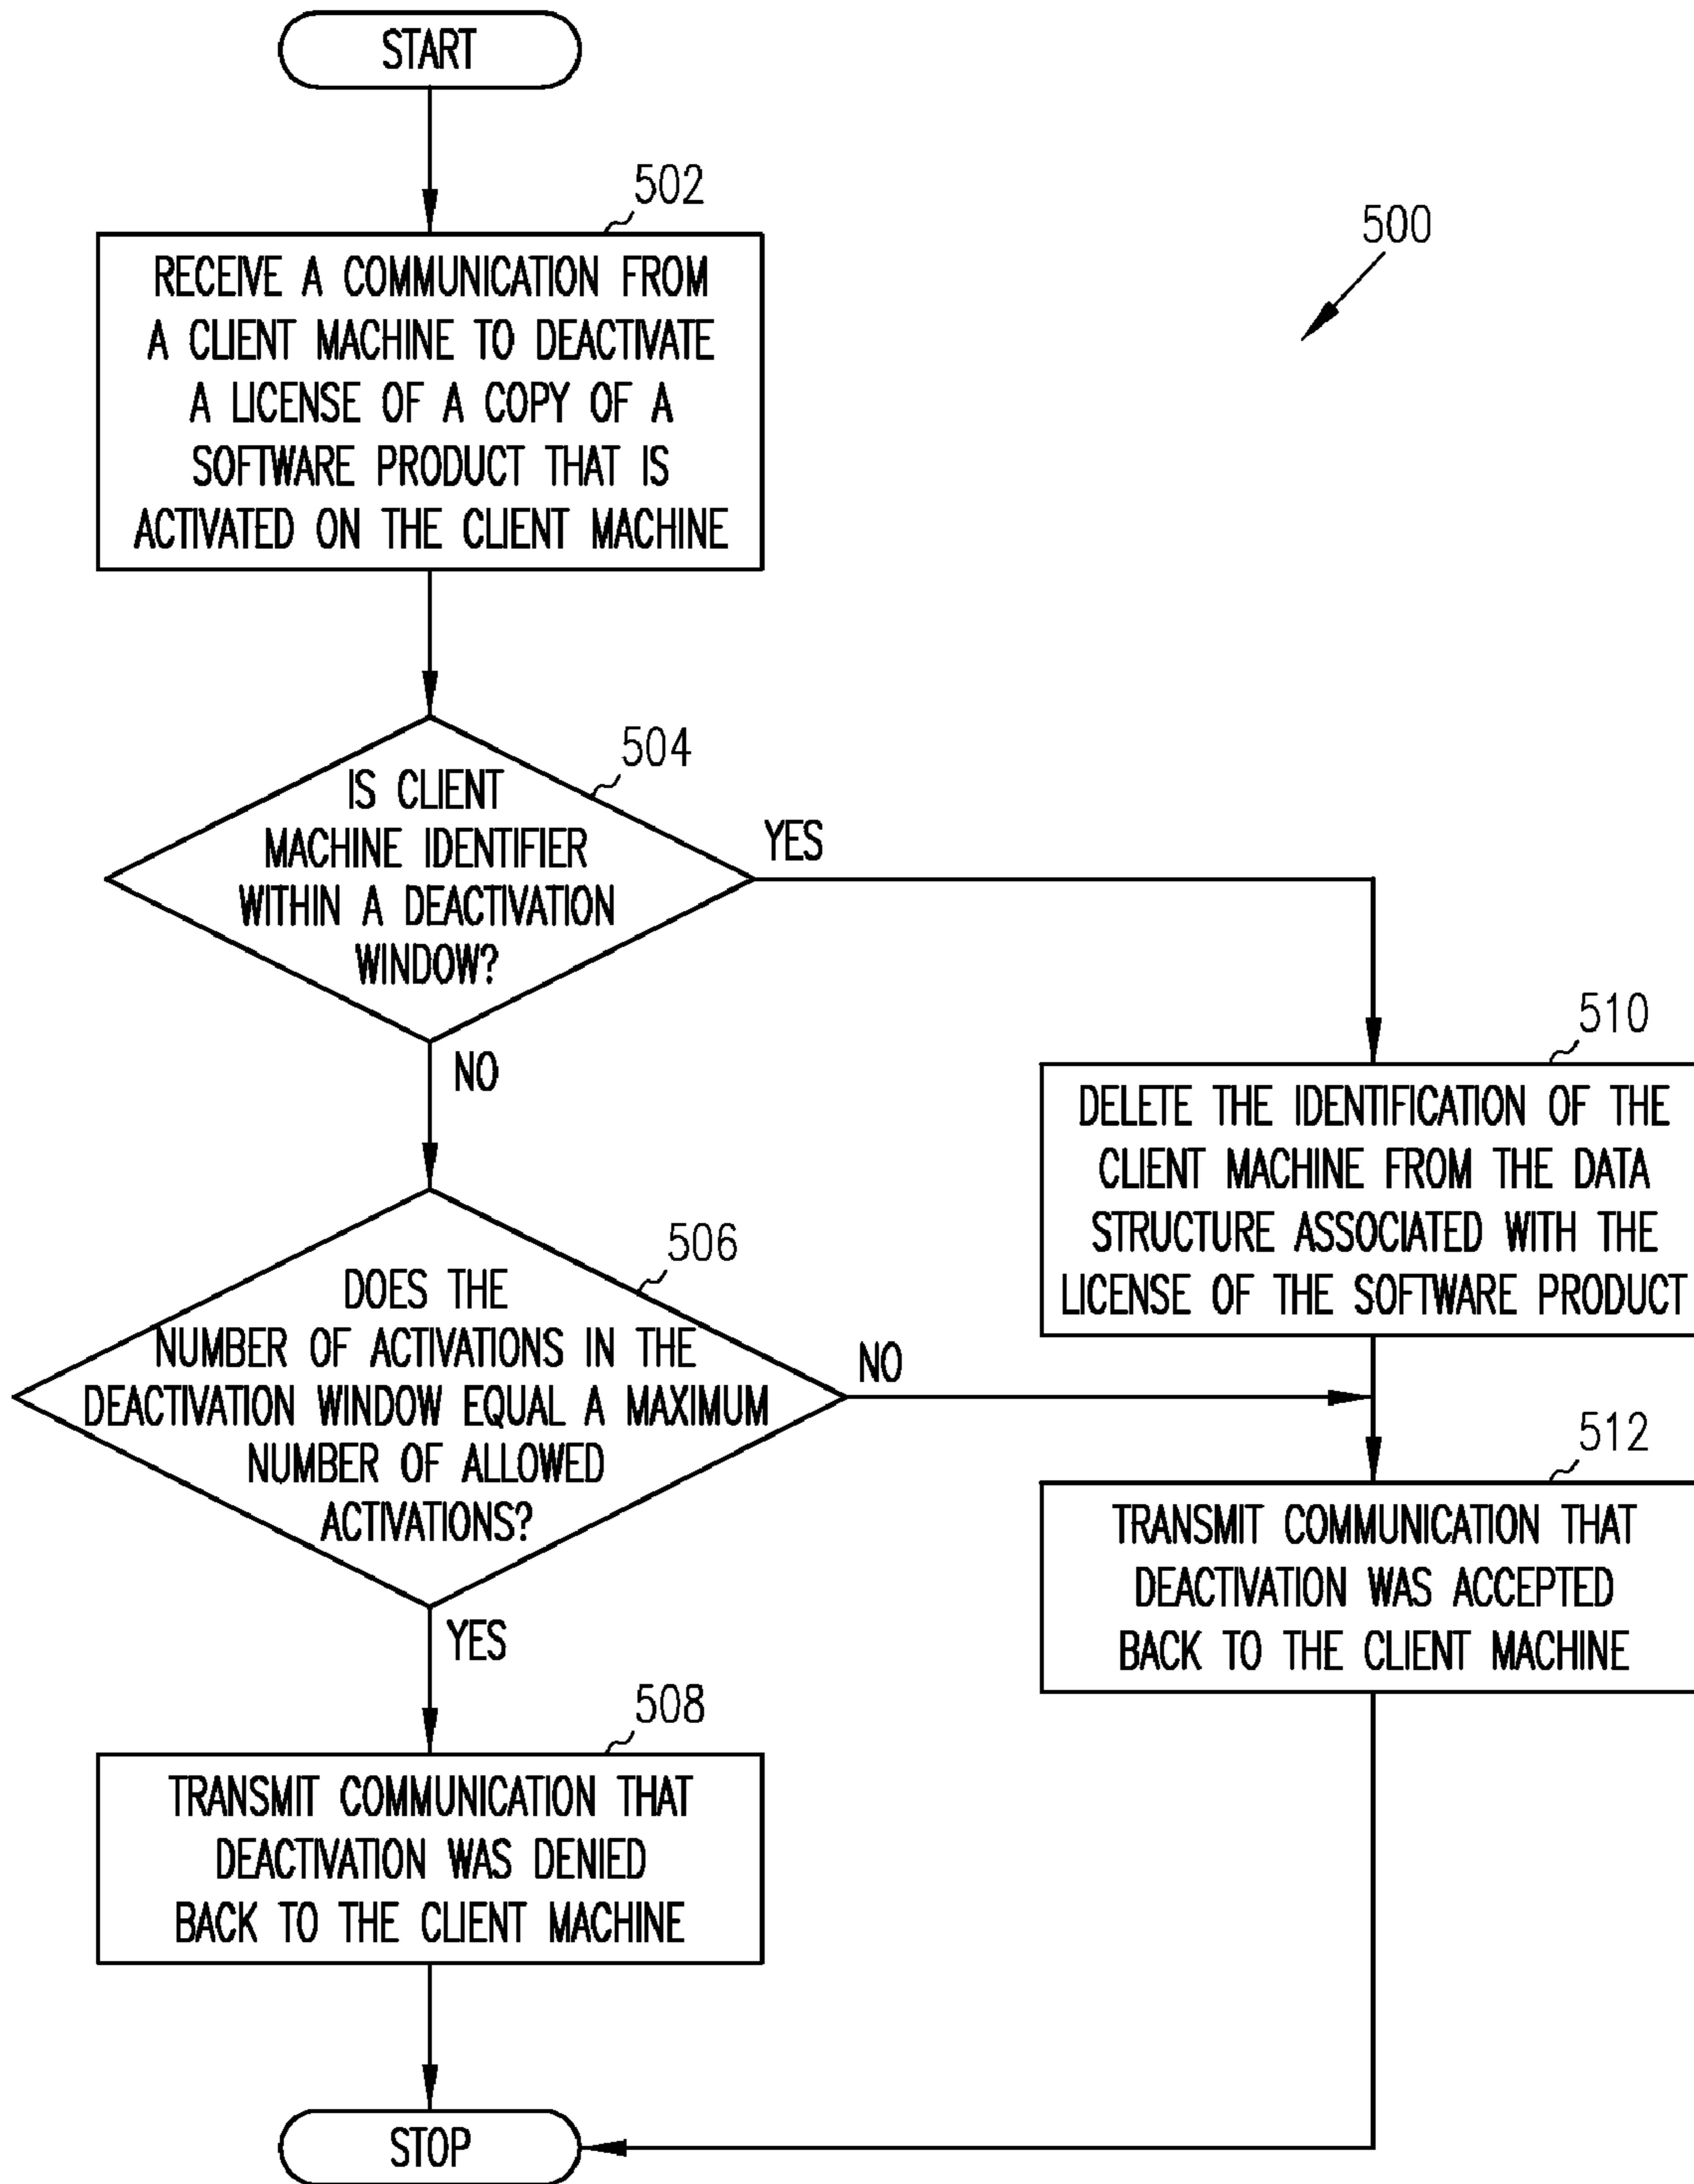 START
502
500
RECEIVE A COMMUNICATION FROM
A CLIENT MACHINE TO DEACTIVATE
A LICENSE OF A COPY OF A
SOFTWARE PRODUCT THAT IS
ACTIVATED ON THE CLIENT MACHINE
504
IS CLIENT
MACHINE IDENTIFIER
WITHIN A DEACTIVATION
WINDOW?
YES
NO
510
DELETE THE IDENTIFICATION OF THE
CLIENT MACHINE FROM THE DATA
STRUCTURE ASSOCIATED WITH THE
LICENSE OF THE SOFTWARE PRODUCT
506
DOES THE
NUMBER OF ACTIVATIONS IN THE
DEACTIVATION WINDOW EQUAL A MAXIMUM
NUMBER OF ALLOWED
ACTIVATIONS?
NO
YES
512
TRANSMIT COMMUNICATION THAT
DEACTIVATION WAS ACCEPTED
BACK TO THE CLIENT MACHINE
508
TRANSMIT COMMUNICATION THAT
DEACTIVATION WAS DENIED
BACK TO THE CLIENT MACHINE
STOP